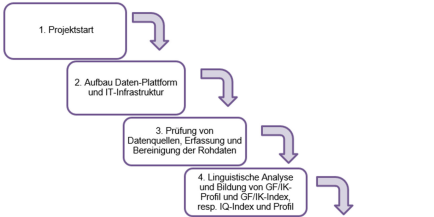 1. Projektstart
2. Aufbau Daten-Plattform
und IT-Infrastruktur
3. Prüfung von
Datenquellen, Erfassung und
Bereinigung der Rohdaten
4. Linguistische Analyse
und Bildung von GF/IK-
Profil und GF/IK-Index,
resp. IQ-Index und Profil